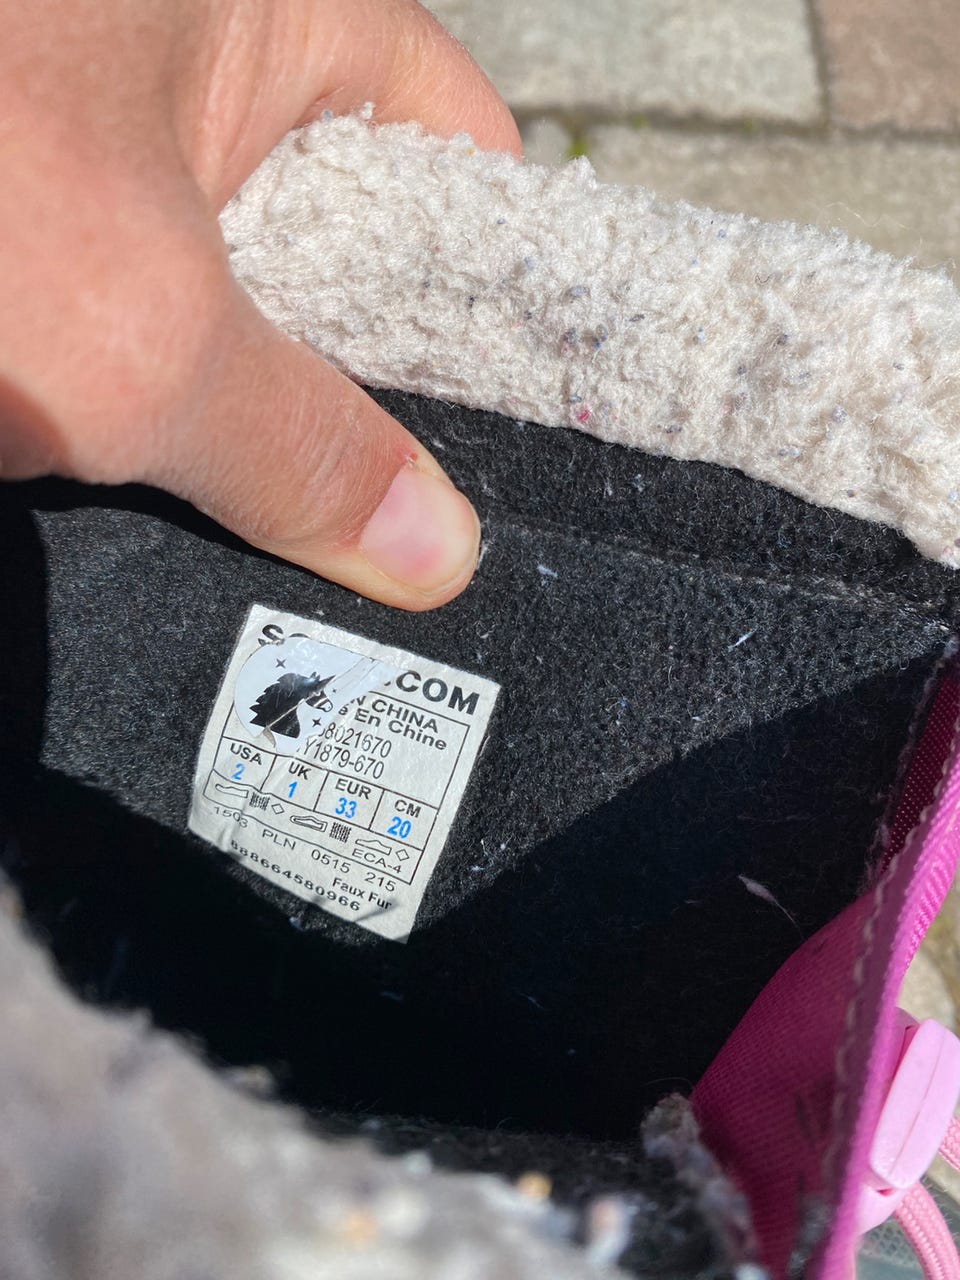 .COM
CHINA
En Chine
8021670
Y1879-670
USA UK EUR CM
2 1 33 20
ECA-4
1503 PLN 0515 215
Faux Fur
888664580966